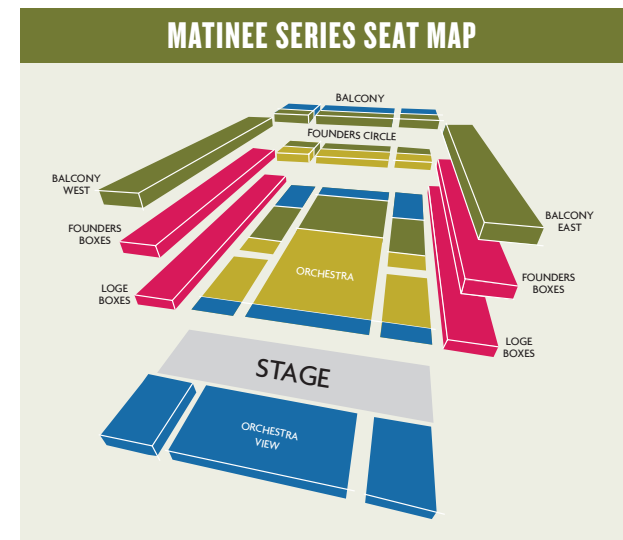 MATINEE SERIES SEAT MAP
BALCONY
FOUNDERS CIRCLE
BALCONY
WEST
FOUNDERS
BOXES
LOGE
BOXES
BALCONY
EAST
FOUNDERS
BOXES
LOGE
BOXES
ORCHESTRA
STAGE
ORCHESTRA
VIEW